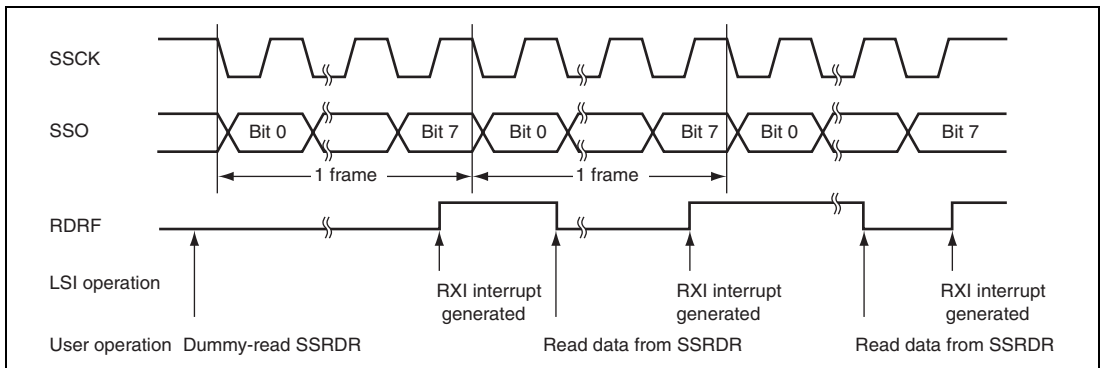 SSCK
SSO Bit 0 Bit 7 Bit 0 Bit 7 Bit 0 Bit 7
1 frame 1 frame
RDRF
LSI operation
RXI interrupt generated
RXI interrupt generated
RXI interrupt generated
User operation Dummy-read SSRDR Read data from SSRDR Read data from SSRDR